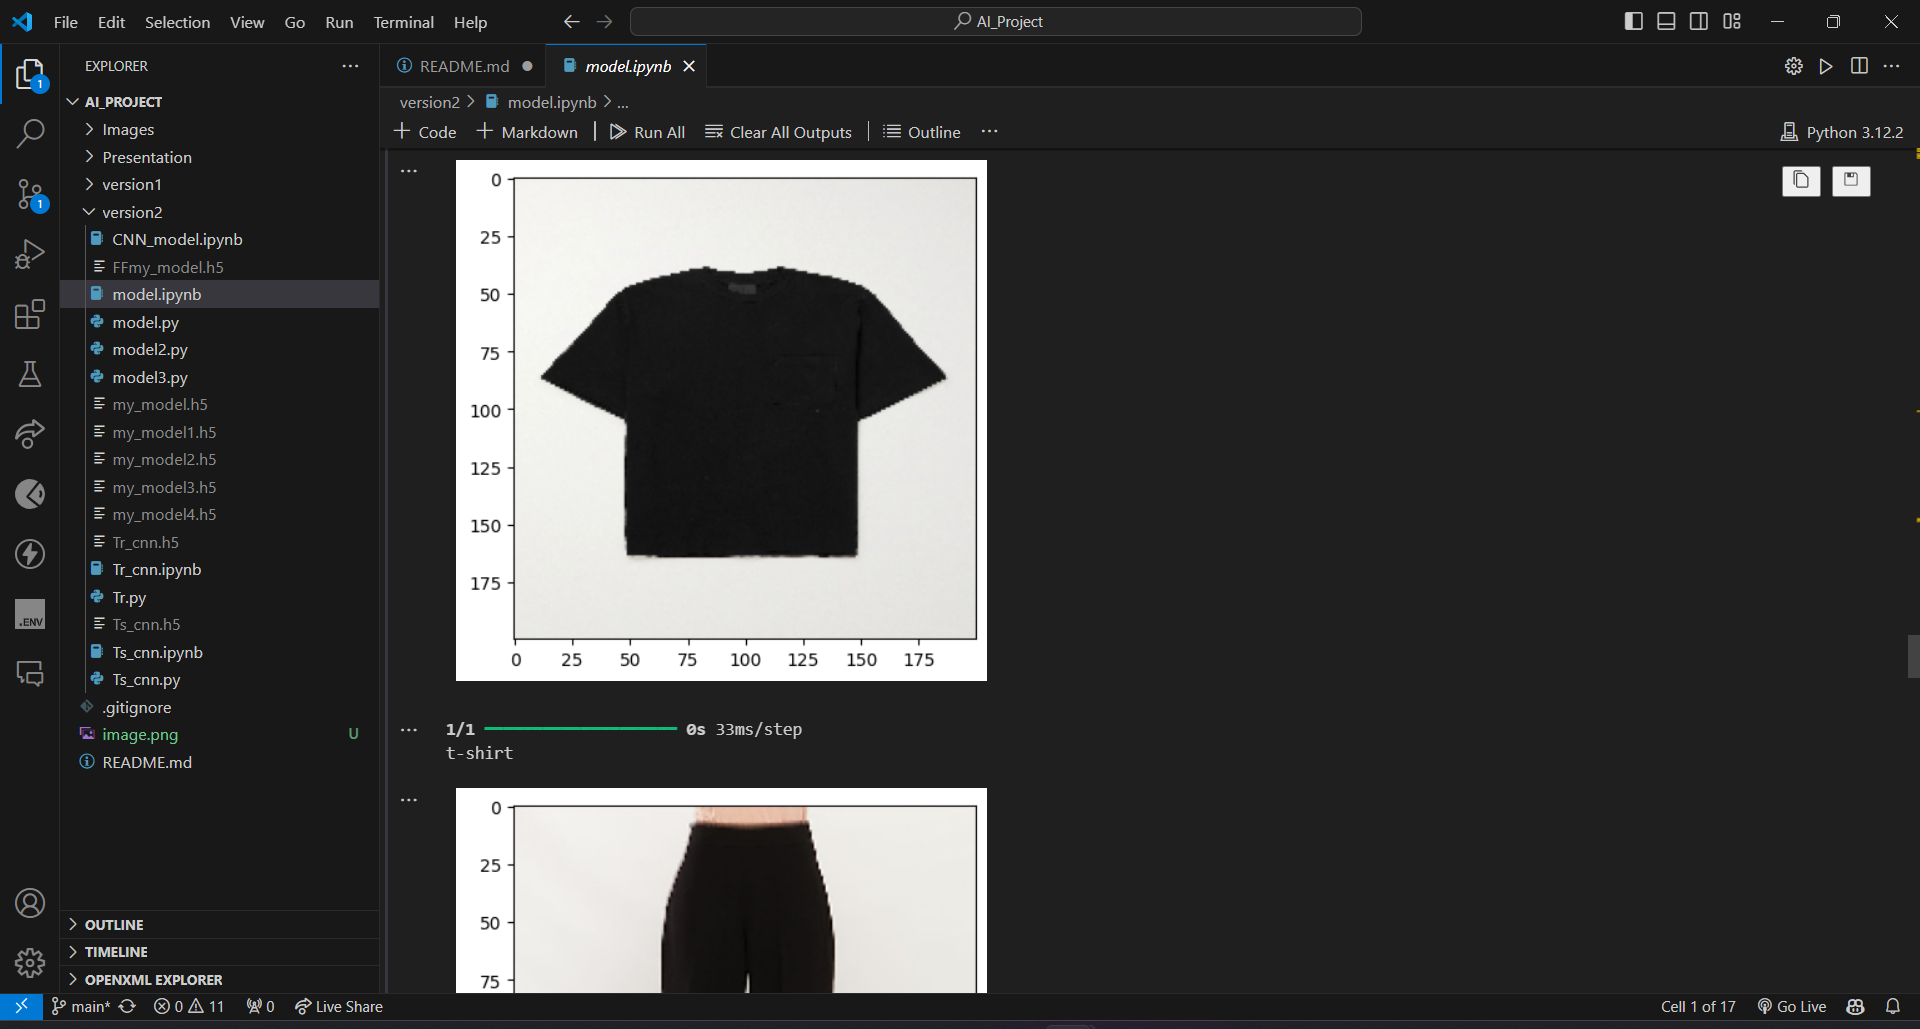 File Edit Selection View Go Run Terminal Help
AI_Project
EXPLORER
AI_PROJECT
Images
Presentation
version1
version2
CNN_model.ipynb
FFmy_model.h5
model.ipynb
model.py
model2.py
model3.py
my_model.h5
my_model1.h5
my_model2.h5
my_model3.h5
my_model4.h5
Tr_cnn.h5
Tr_cnn.ipynb
Tr.py
Ts_cnn.h5
Ts_cnn.ipynb
Ts_cnn.py
.gitignore
image.png U
README.md
OUTLINE
TIMELINE
OPENXML EXPLORER
1
1
.ENV
README.md model.ipynb
version2 > model.ipynb > ...
+ Code + Markdown Run All Clear All Outputs Outline ...
Python 3.12.2
0
25
50
75
100
125
150
175
0 25 50 75 100 125 150 175
1/1 0s 33ms/step
t-shirt
0
25
50
75
main* 0 11 0 Live Share
Cell 1 of 17 Go Live